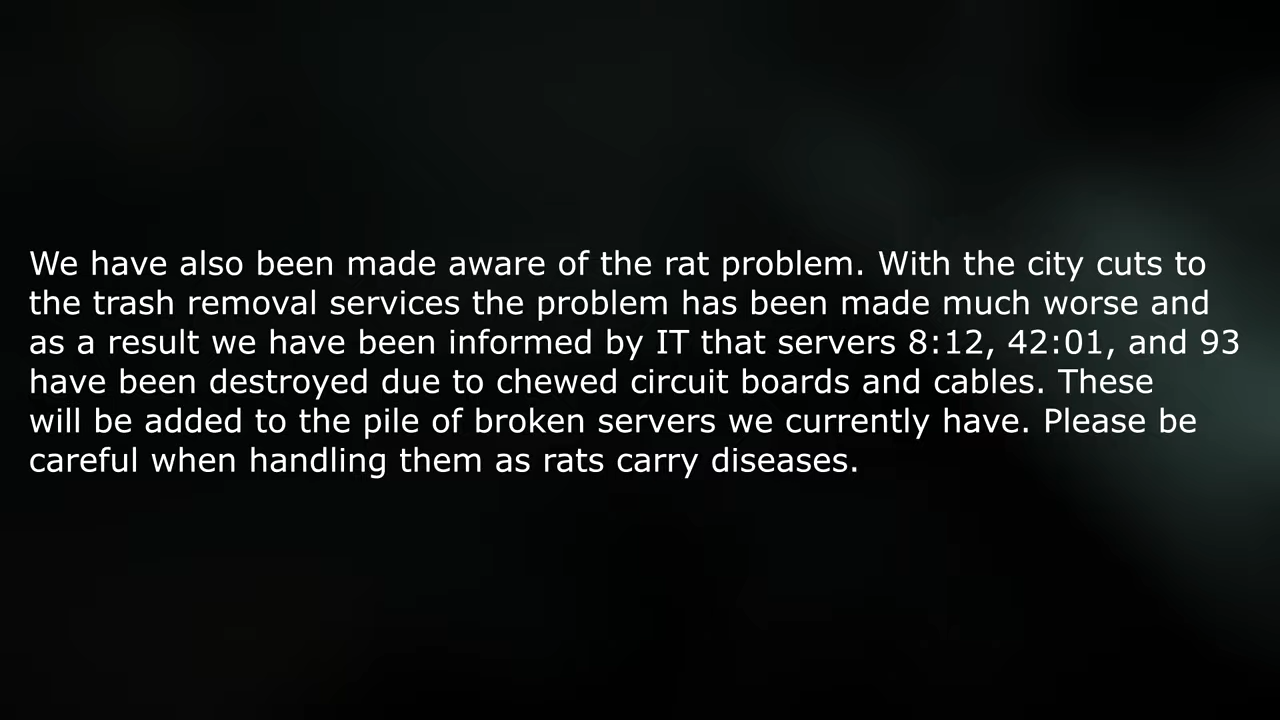 We have also been made aware of the rat problem. With the city cuts to
the trash removal services the problem has been made much worse and
as a result we have been informed by IT that servers 8:12, 42:01, and 93
have been destroyed due to chewed circuit boards and cables. These
will be added to the pile of broken servers we currently have. Please be
careful when handling them as rats carry diseases.